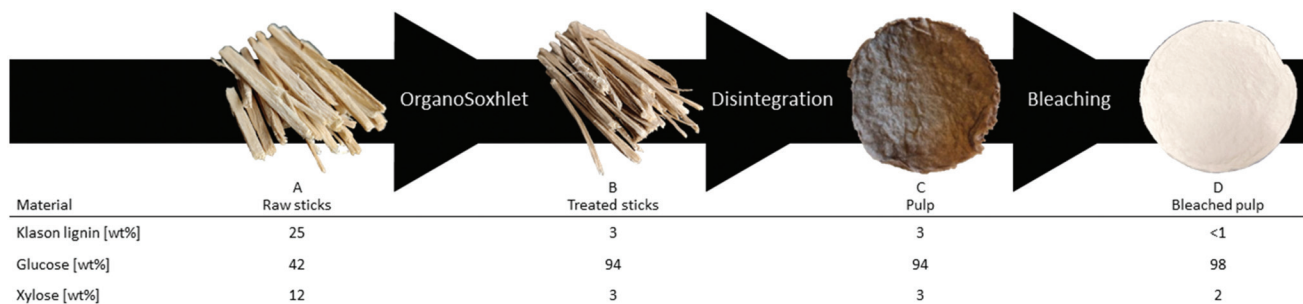 OrganoSoxhlet Disintegration Bleaching
A B C D
Material Raw sticks Treated sticks Pulp Bleached pulp
Klason lignin [wt%] 25 3 3 <1
Glucose [wt%] 42 94 94 98
Xylose [wt%] 12 3 3 2